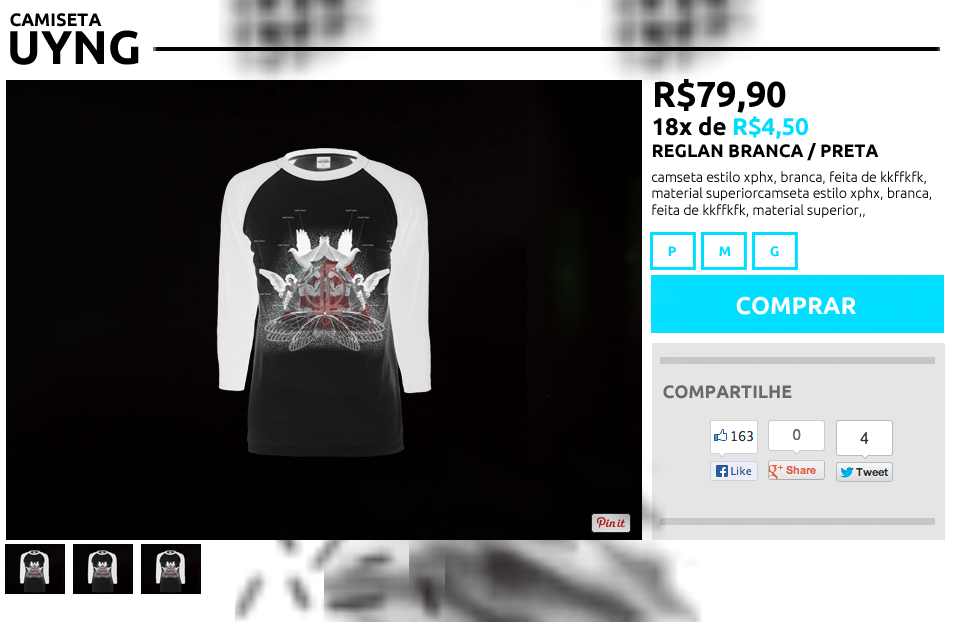 CAMISETA
UYNG
R$79,90
18x de R$4,50
REGLAN BRANCA / PRETA
camseta estilo xphx, branca, feita de kkffkfk,
material superiorcamseta estilo xphx, branca,
feita de kkffkfk, material superior,,
P M G
COMPRAR
COMPARTILHE
163 0 4
Like g+ Share Tweet
Pin it